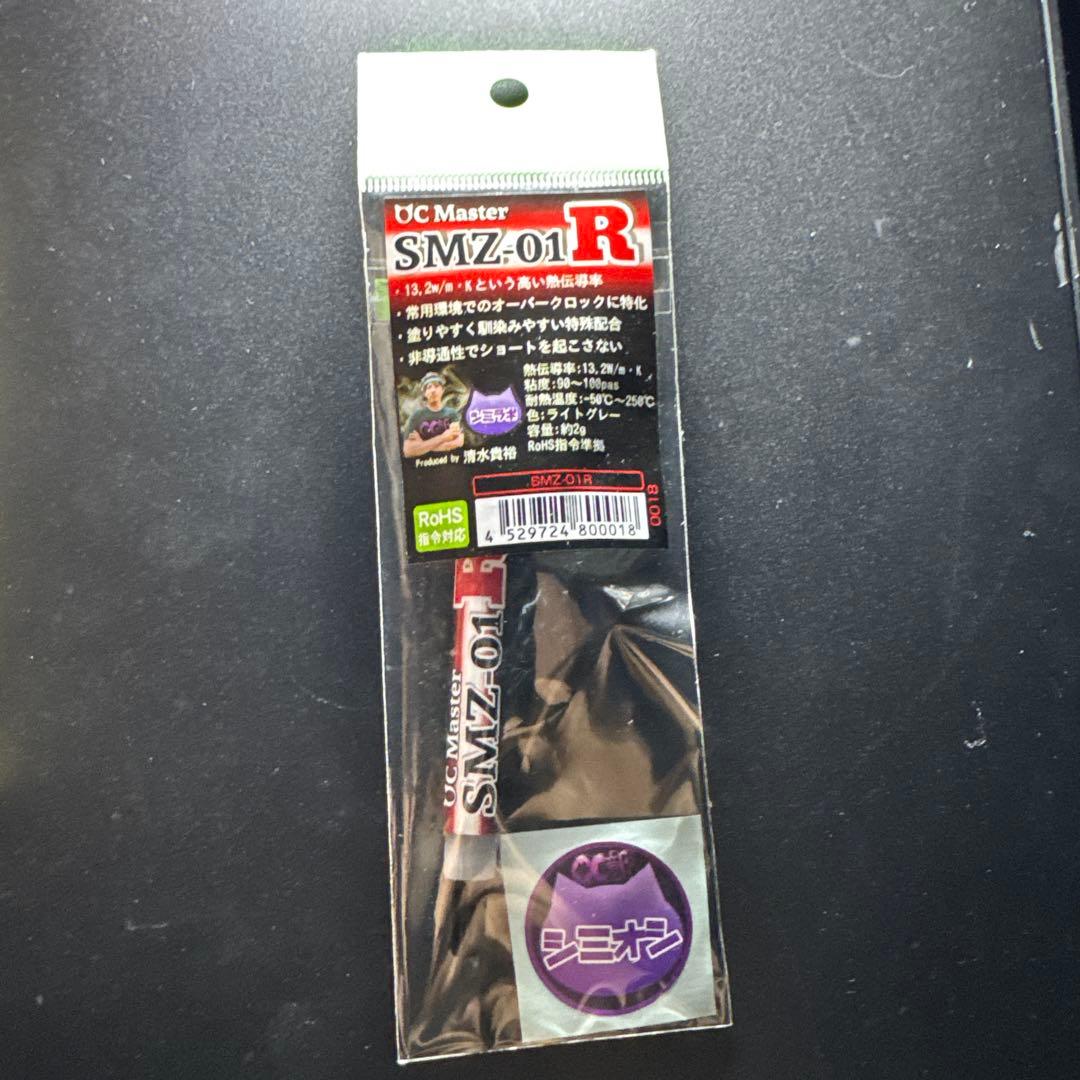 OC Master
SMZ-01R
・13.2w/m・Kという高い熱伝導率
・常用環境でのオーバークロックに特化
・塗りやすく馴染みやすい特殊配合
・非導通性でショートを起こさない
熱伝導率:13.2W/m・K
粘度:90～100pas
耐熱温度:-50℃～250℃
色:ライトグレー
容量:約2g
RoHS指令準拠
シミオン
Produced by 清水貴裕
SMZ-01R
0018
RoHS
指令対応
4 529724 800018
OC Master
SMZ-01R
シミオン